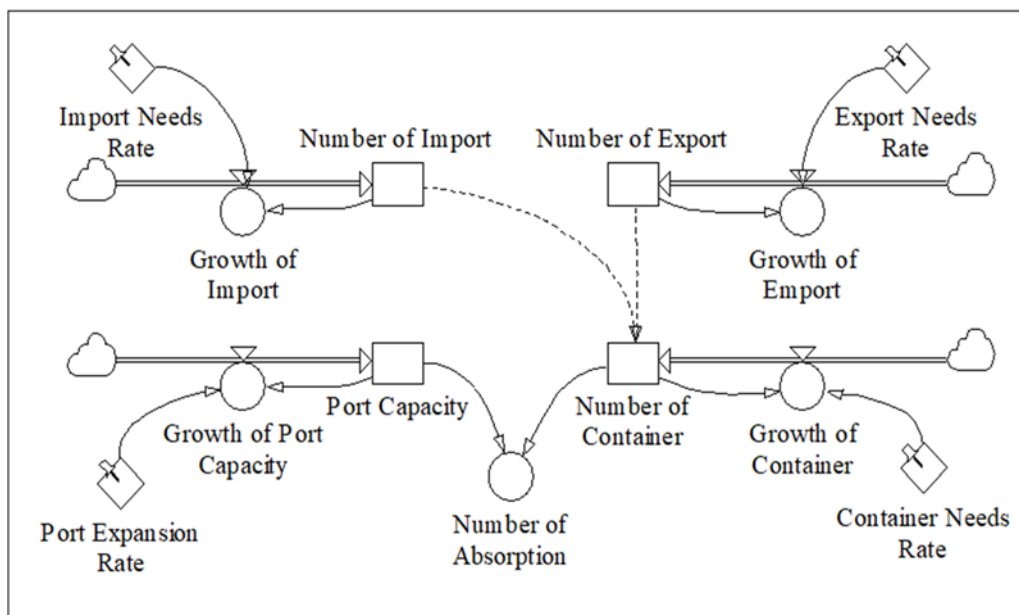 Import Needs
Rate
Number of Import
Number of Export
Export Needs
Rate
Growth of
Import
Growth of
Emport
Port Capacity
Number of
Container
Growth of Port
Capacity
Growth of
Container
Port Expansion
Rate
Number of
Absorption
Container Needs
Rate